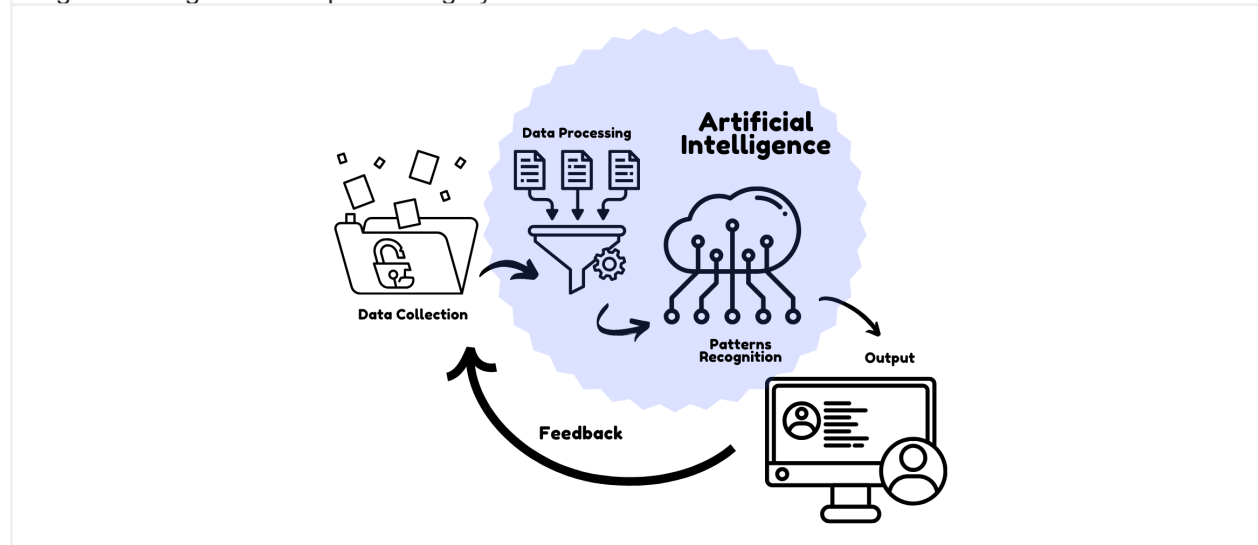 Data Processing
Artificial
Intelligence
Data Collection
Patterns
Recognition
Output
Feedback